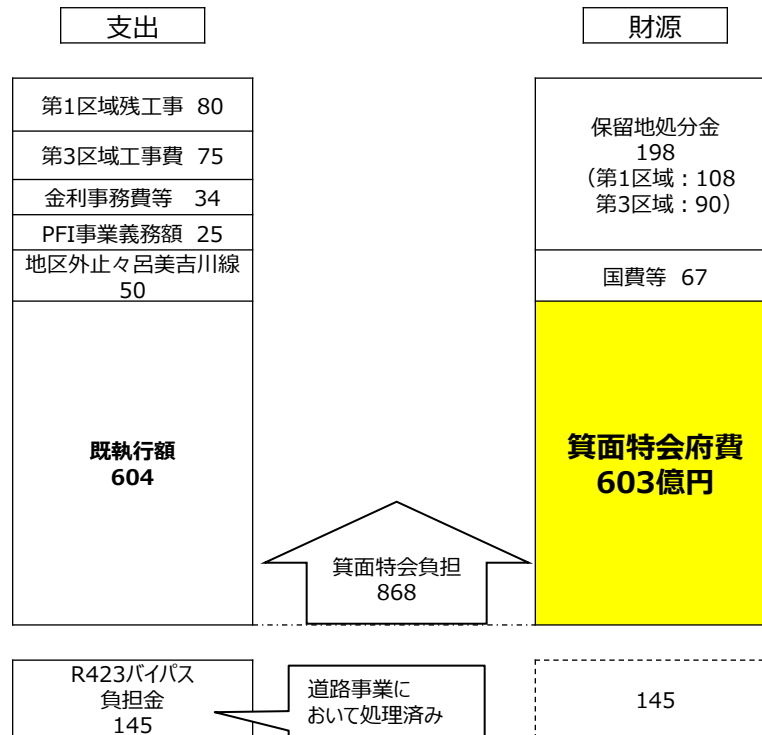 支出
財源
第1区域残工事 80
第3区域工事費 75
金利事務費等 34
PFI事業義務額 25
地区外止々呂美吉川線
50
既執行額
604
保留地処分金
198
（第1区域：108
第3区域：90）
国費等 67
箕面特会府費
603億円
箕面特会負担
868
R423バイパス
負担金
145
道路事業に
おいて処理済み
145